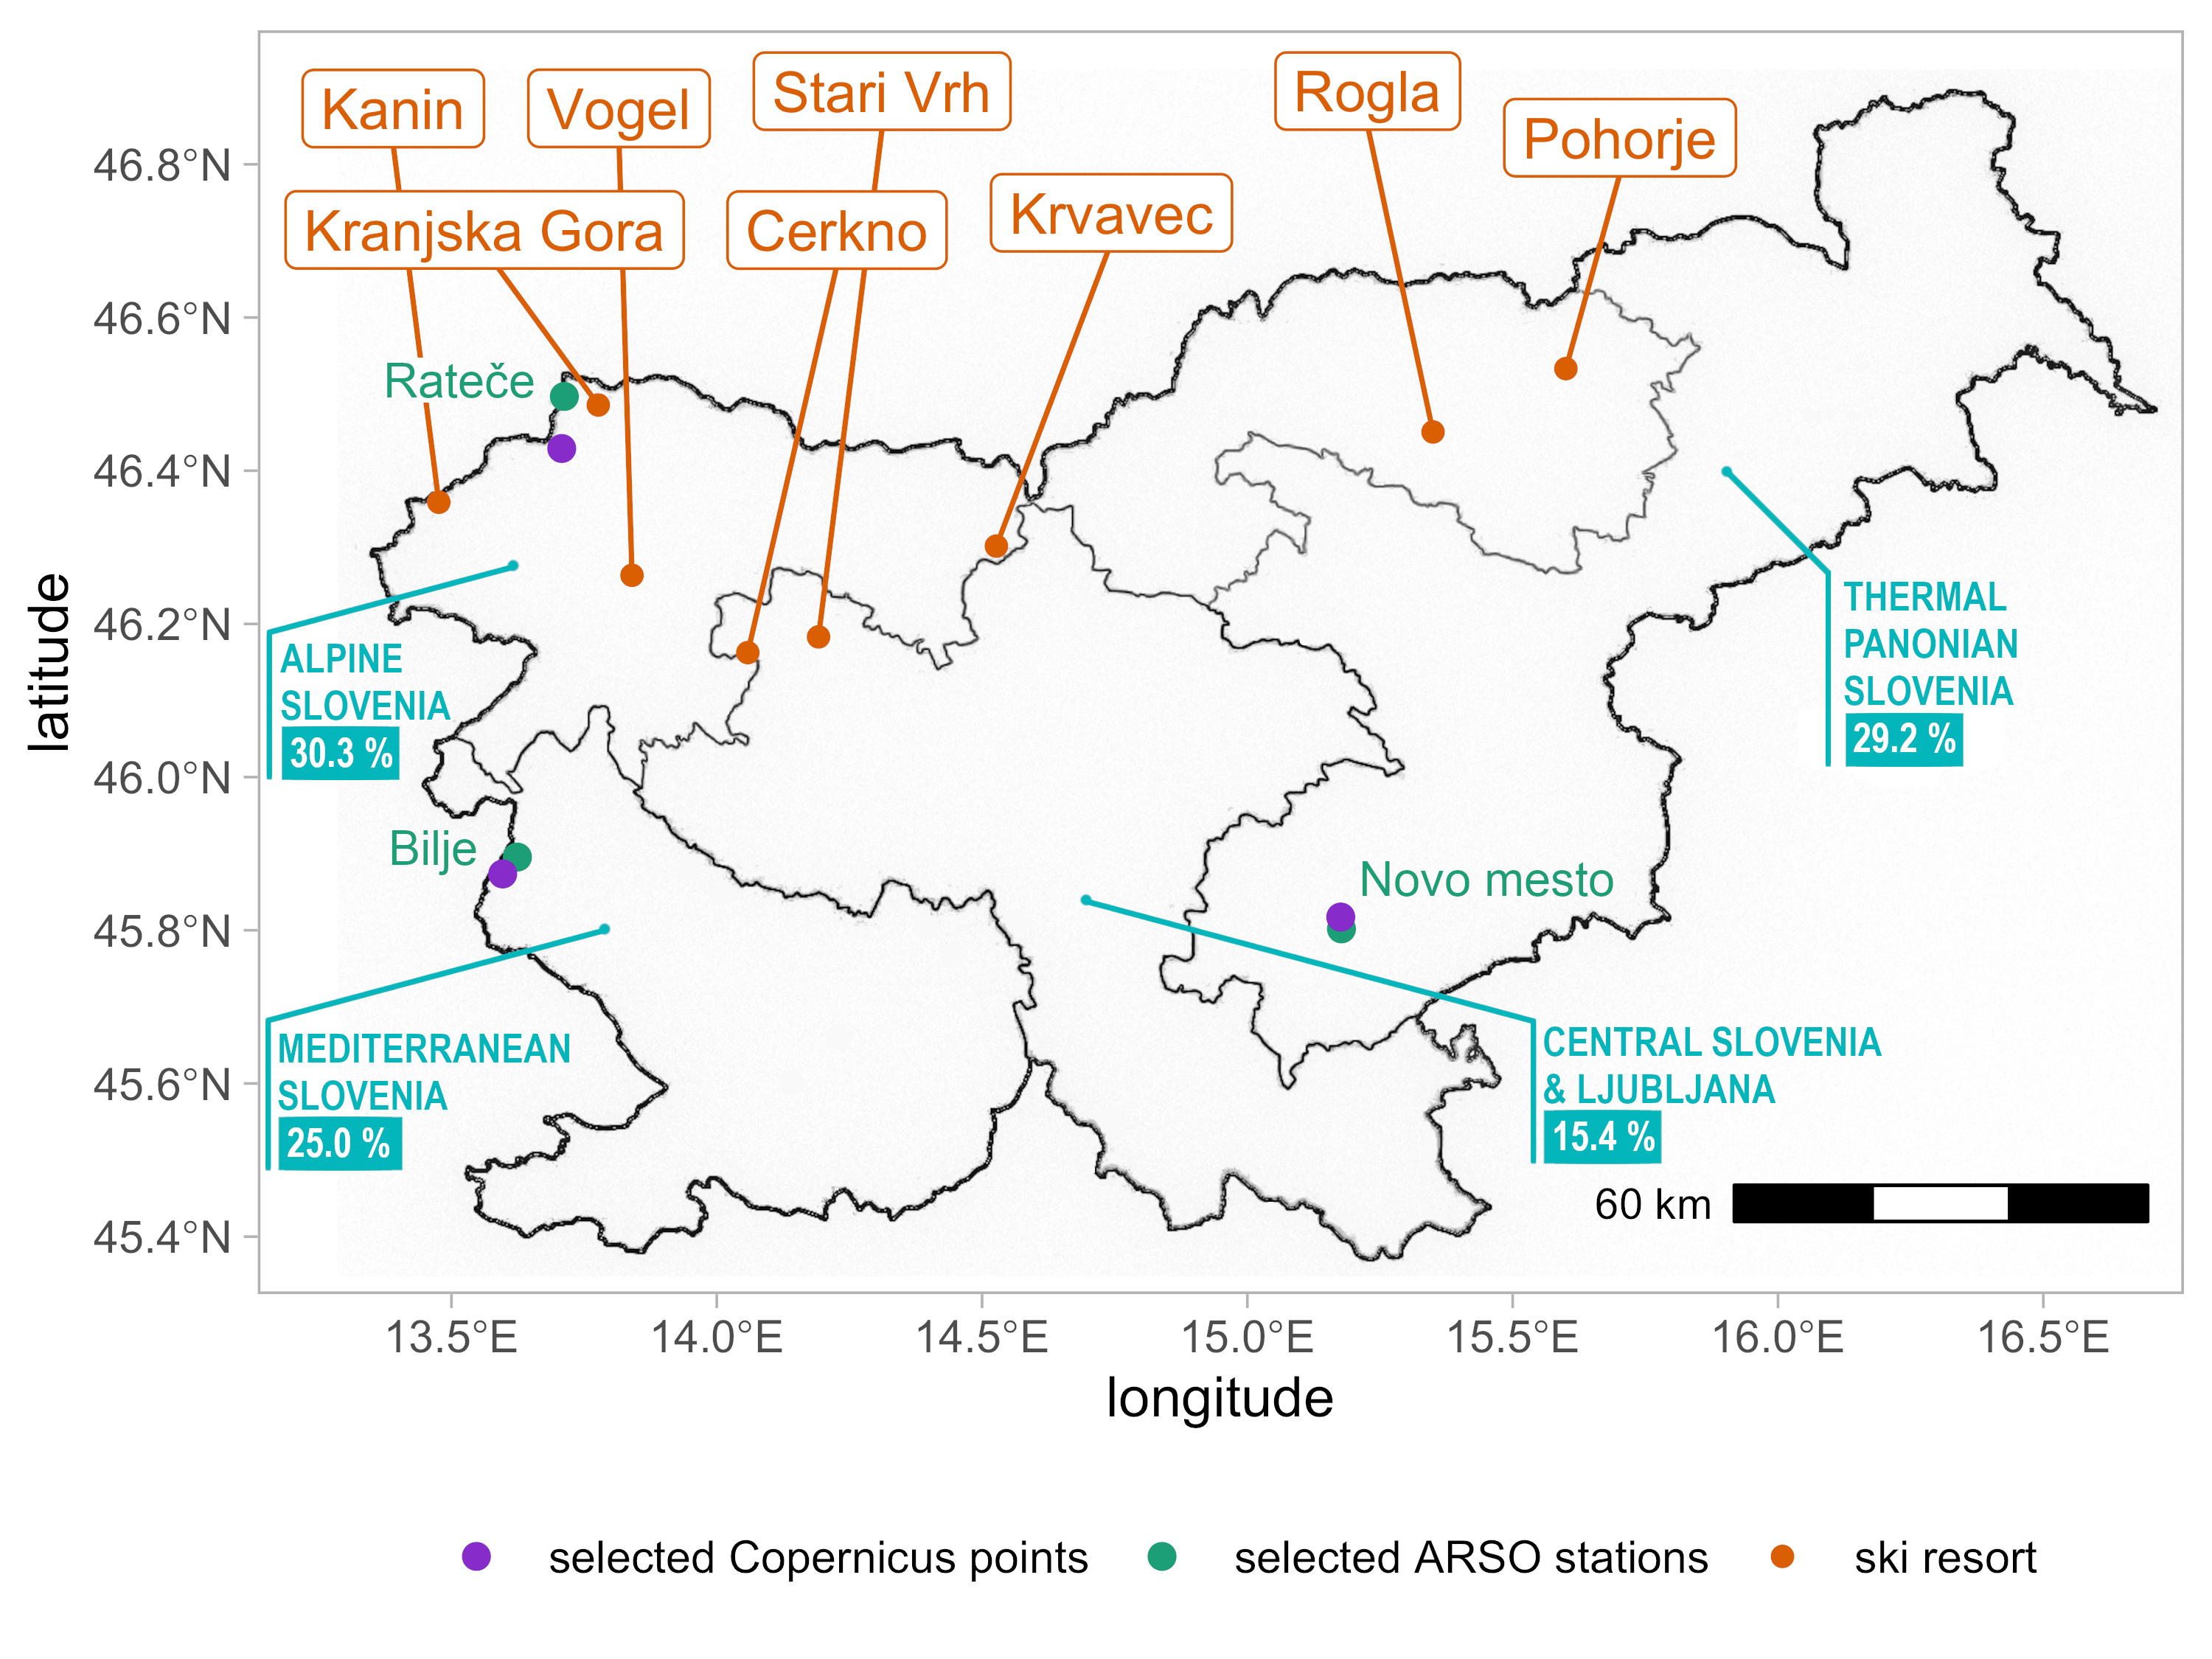 Kanin
Vogel
Stari Vrh
Rogla
Pohorje
Kranjska Gora
Cerkno
Krvavec
46.8°N
46.6°N
46.4°N
46.2°N
46.0°N
45.8°N
45.6°N
45.4°N
latitude
Rateče
ALPINE
SLOVENIA
30.3 %
THERMAL
PANONIAN
SLOVENIA
29.2 %
Bilje
Novo mesto
MEDITERRANEAN
SLOVENIA
25.0 %
CENTRAL SLOVENIA
& LJUBLJANA
15.4 %
60 km
13.5°E
14.0°E
14.5°E
15.0°E
15.5°E
16.0°E
16.5°E
longitude
selected Copernicus points
selected ARSO stations
ski resort